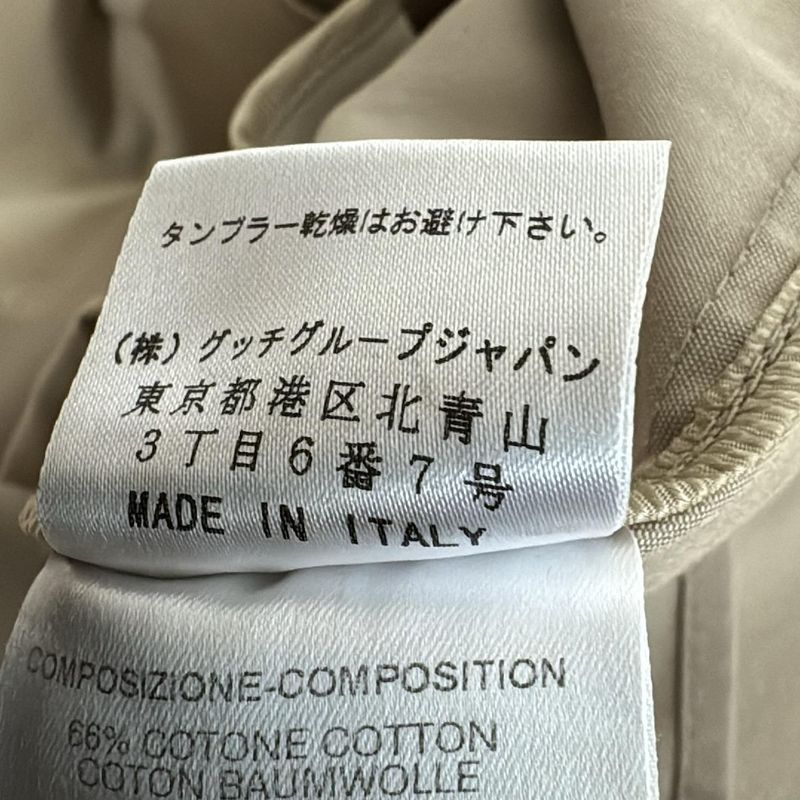 タンブラー乾燥はお避け下さい。
(株) グッチグループジャパン
東京都港区北青山
3丁目6番7号
MADE IN ITALY
COMPOSIZIONE-COMPOSITION
66% COTONE COTTON
COTON BAUMWOLLE